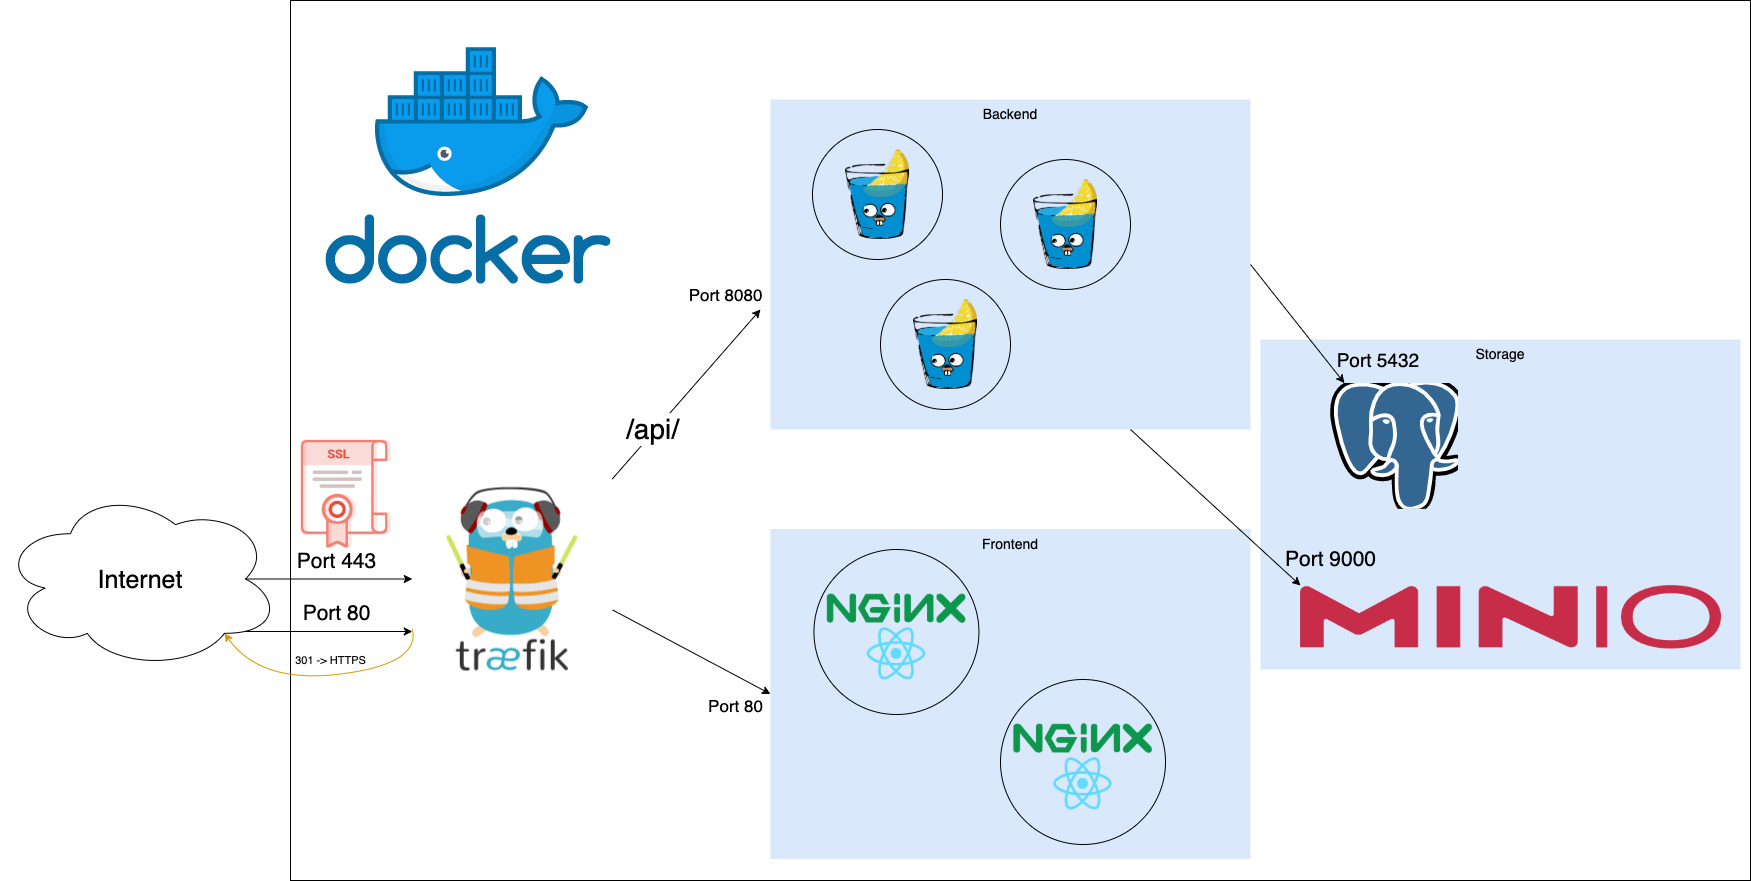 docker
Backend
Port 8080
/api/
Port 5432
Storage
SSL
Port 443
Internet
Port 80
301 -> HTTPS
træfik
Port 9000
MINIO
Frontend
NGiNX
Port 80
NGiNX